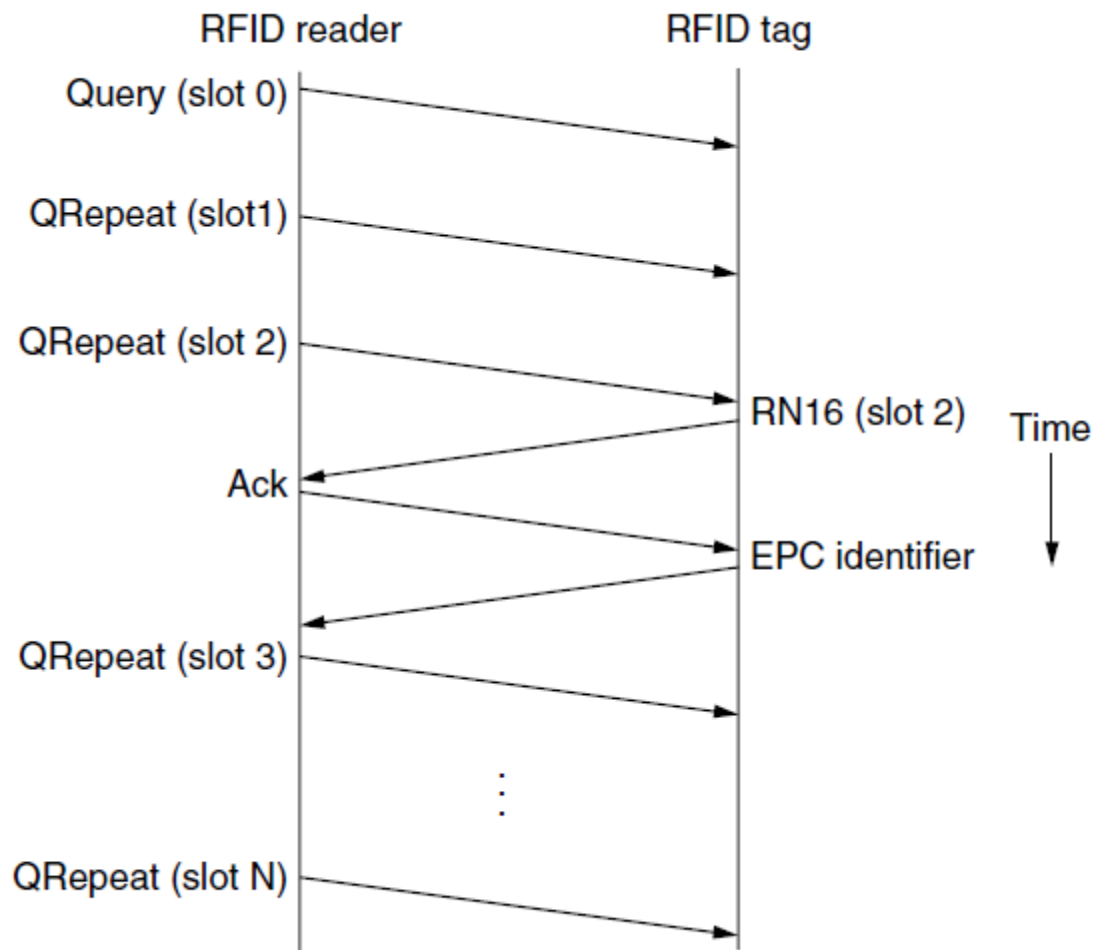 RFID reader
RFID tag
Query (slot 0)
QRepeat (slot1)
QRepeat (slot 2)
RN16 (slot 2)
Time
Ack
EPC identifier
QRepeat (slot 3)
QRepeat (slot N)